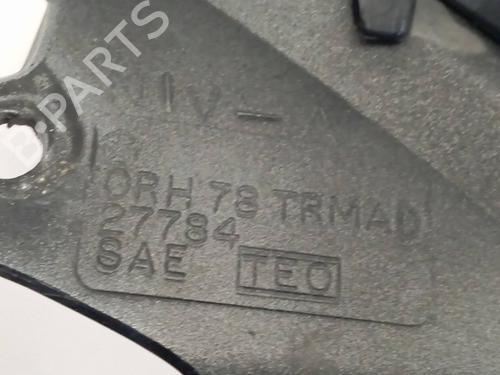 B-PARTS
ORH 78 TRMAD
27784
SAE TEO